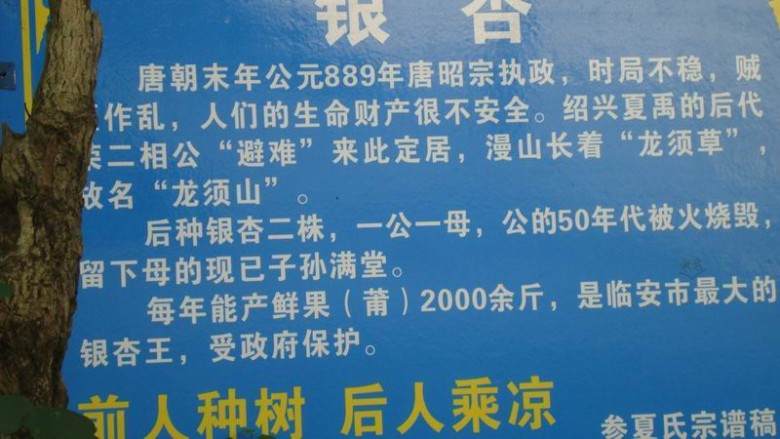 银杏
唐朝末年公元889年唐昭宗执政，时局不稳，贼
作乱，人们的生命财产很不安全。绍兴夏禹的后代
二相公“避难”来此定居，漫山长着“龙须草”，
故名“龙须山”。
后种银杏二株，一公一母，公的50年代被火烧毁，
留下母的现已子孙满堂。
每年能产鲜果（莆）2000余斤，是临安市最大的
银杏王，受政府保护。
前人种树 后人乘凉
参夏氏宗谱稿